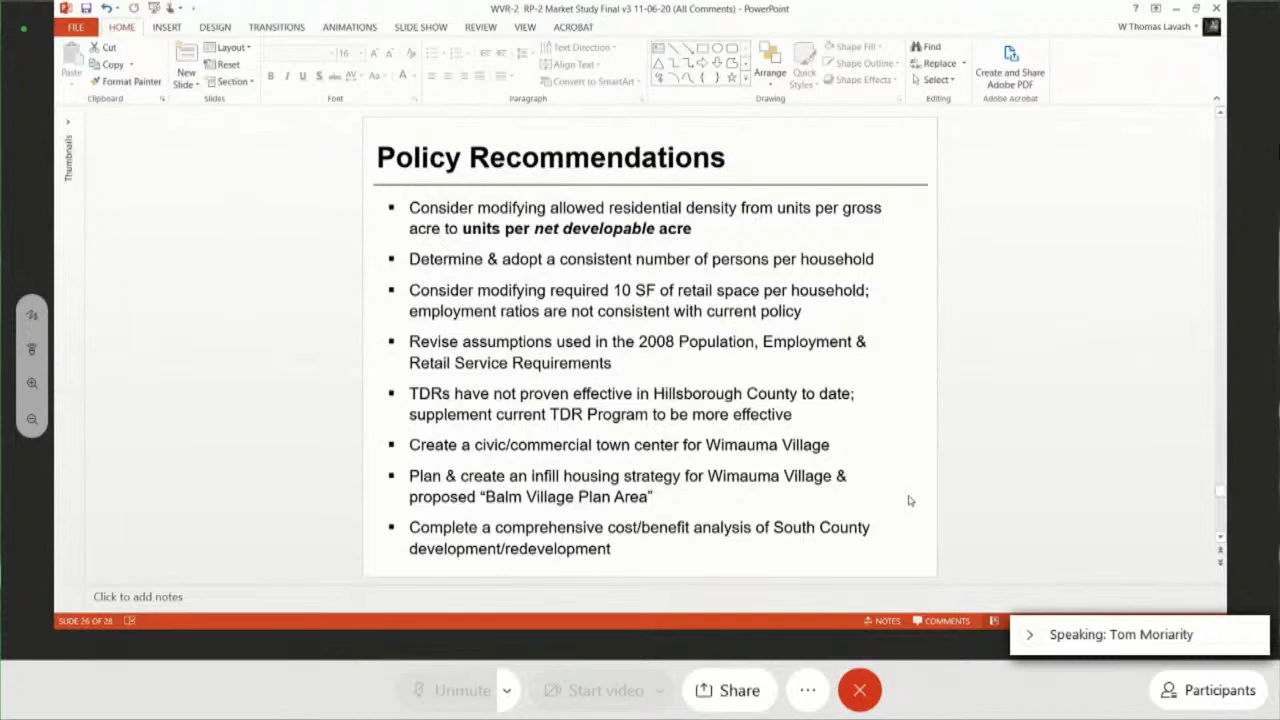 WVR-2 RP-2 Market Study Final v3 11-06-20 (All Comments) - PowerPoint
FILE HOME INSERT DESIGN TRANSITIONS ANIMATIONS SLIDE SHOW REVIEW VIEW ACROBAT
W Thomas Lavash
Paste
Cut
Copy
Format Painter
Clipboard
New
Slide
Layout
Reset
Section
Slides
16
B I U S abc AV Aa A
Font
Text Direction
Align Text
Convert to SmartArt
Paragraph
Arrange
Quick
Styles
Shape Fill
Shape Outline
Shape Effects
Drawing
Find
Replace
Select
Editing
Create and Share
Adobe PDF
Adobe Acrobat
Thumbnails
Policy Recommendations
▪ Consider modifying allowed residential density from units per gross
acre to units per net developable acre
▪ Determine & adopt a consistent number of persons per household
▪ Consider modifying required 10 SF of retail space per household;
employment ratios are not consistent with current policy
▪ Revise assumptions used in the 2008 Population, Employment &
Retail Service Requirements
▪ TDRs have not proven effective in Hillsborough County to date;
supplement current TDR Program to be more effective
▪ Create a civic/commercial town center for Wimauma Village
▪ Plan & create an infill housing strategy for Wimauma Village &
proposed “Balm Village Plan Area”
▪ Complete a comprehensive cost/benefit analysis of South County
development/redevelopment
Click to add notes
SLIDE 26 OF 28
NOTES COMMENTS
Speaking: Tom Moriarity
Unmute
Start video
Share
Participants